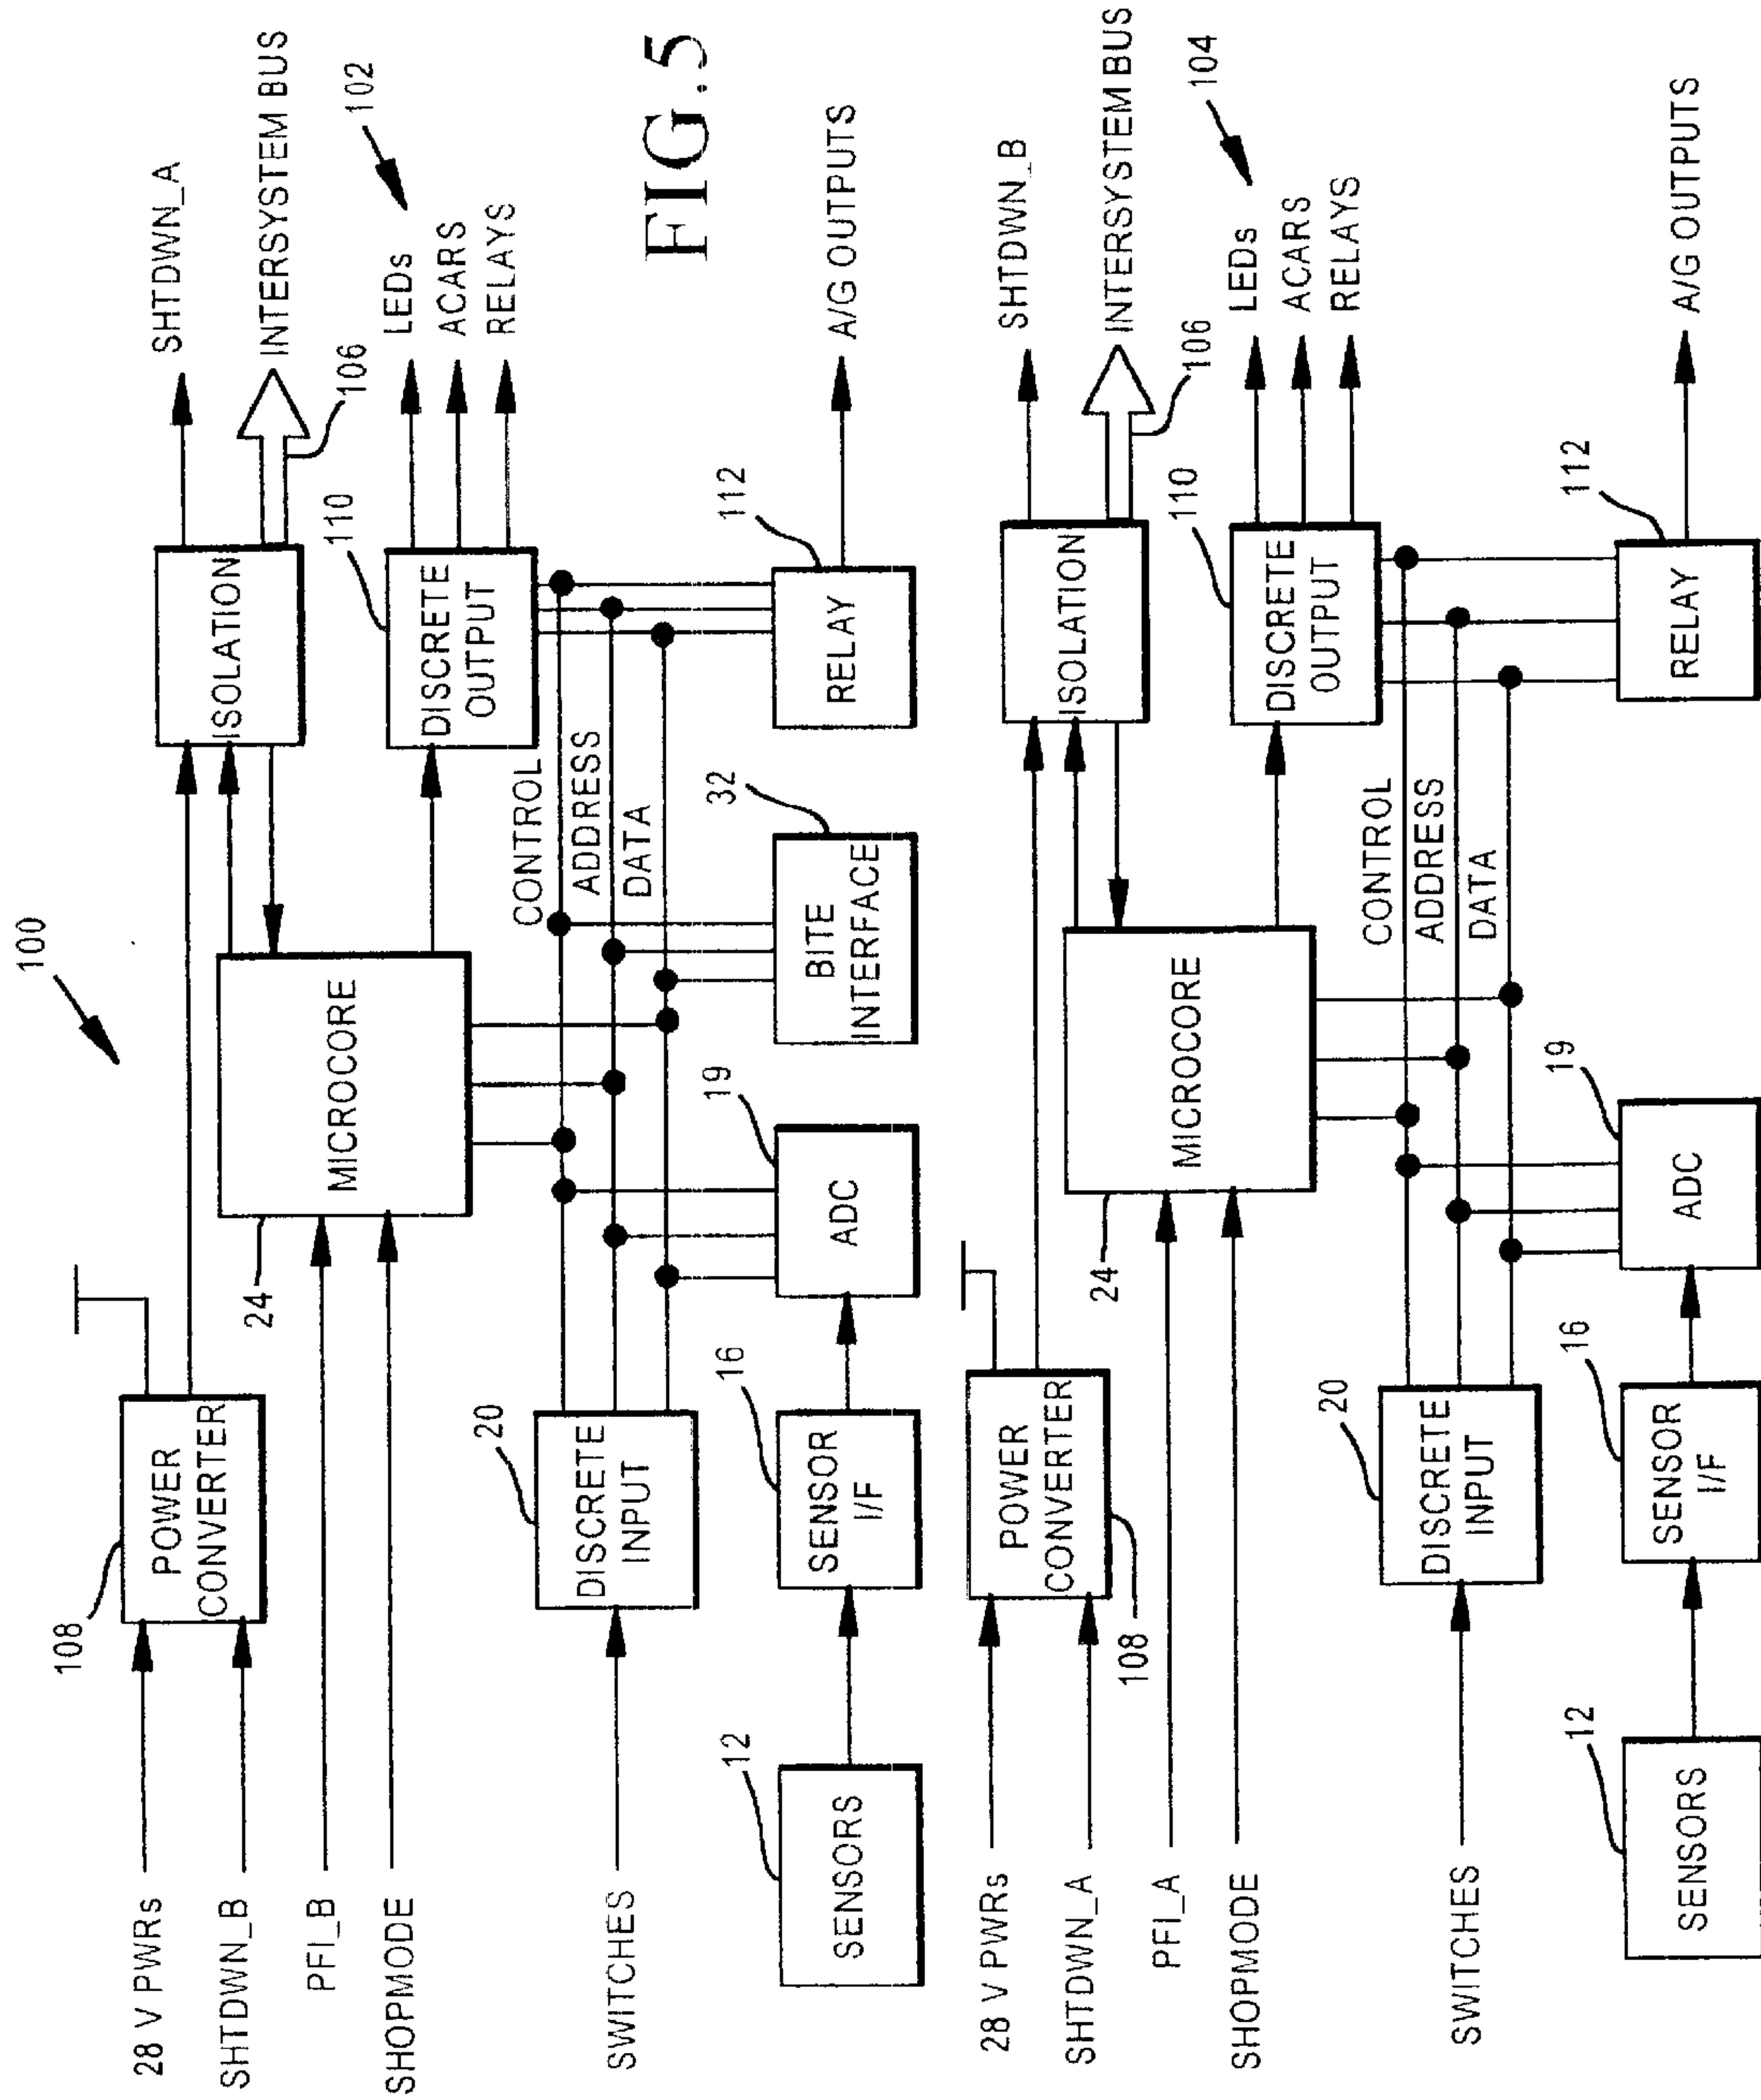 100
28 V PWRs
SHTDWN_B
PFI_B
SHOPMODE
SWITCHES
108
POWER
CONVERTER
24
MICROCORE
ISOLATION
SHTDWN_A
INTERSYSTEM BUS
106
102
20
DISCRETE
INPUT
110
DISCRETE
OUTPUT
LEDs
ACARS
RELAYS
CONTROL
ADDRESS
DATA
12
SENSORS
16
SENSOR
I/F
19
ADC
32
BITE
INTERFACE
112
RELAY
A/G OUTPUTS
FIG.5
28 V PWRs
SHTDWN_A
PFI_A
SHOPMODE
SWITCHES
POWER
CONVERTER
108
24
MICROCORE
ISOLATION
SHTDWN_B
INTERSYSTEM BUS
106
104
20
DISCRETE
INPUT
110
DISCRETE
OUTPUT
LEDs
ACARS
RELAYS
CONTROL
ADDRESS
DATA
12
SENSORS
16
SENSOR
I/F
19
ADC
112
RELAY
A/G OUTPUTS